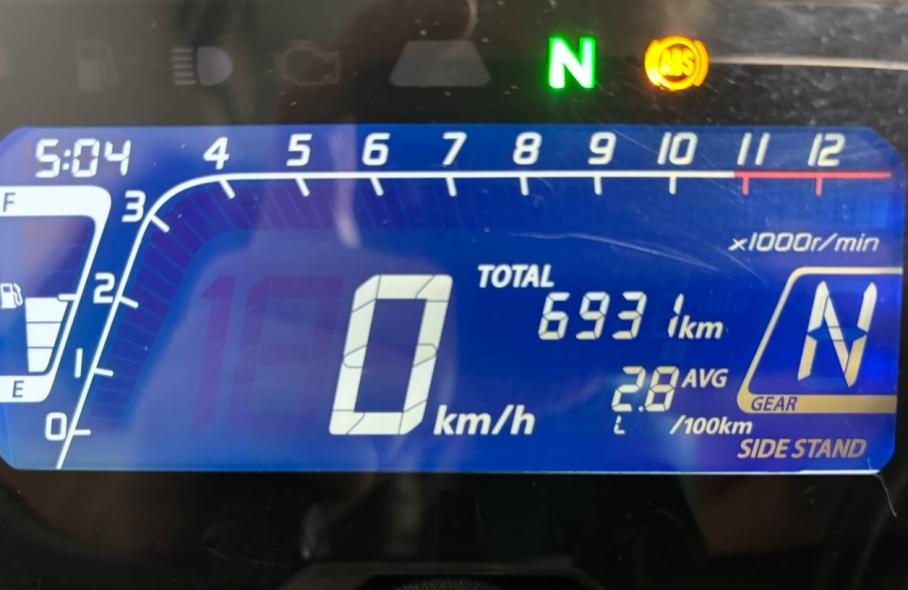 N ABS
5:04 4 5 6 7 8 9 10 11 12
F 3
x1000r/min
2 TOTAL
6931km
0 km/h
N
1 2.8 AVG
E GEAR
0 L /100km
SIDE STAND